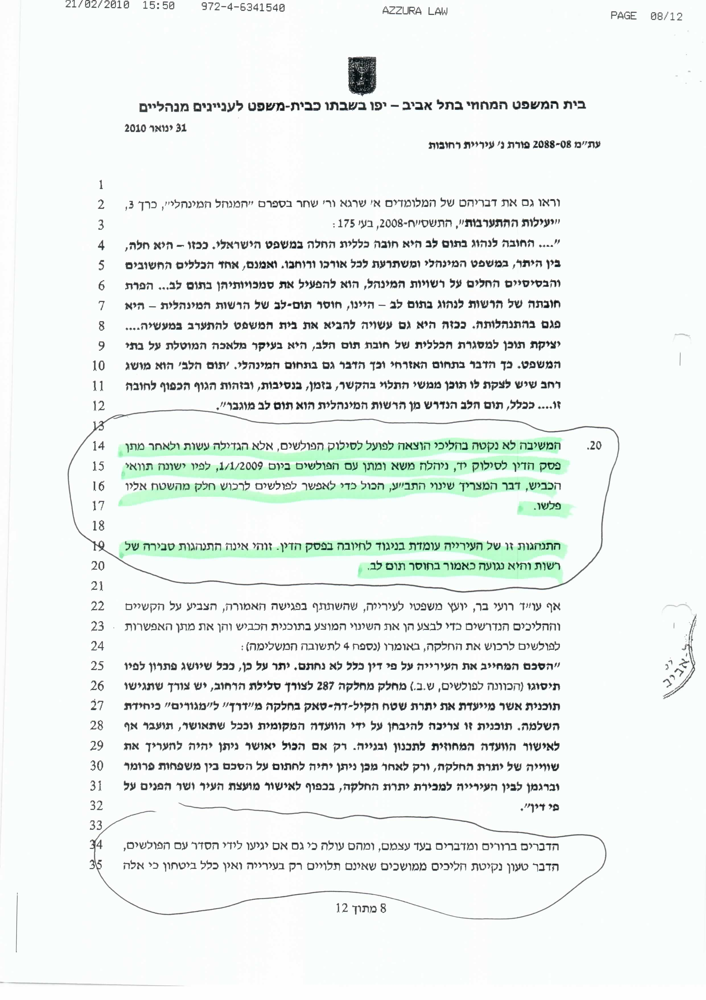 21/02/2010 15:50 972-4-6341540 AZZURA LAW PAGE 08/12
בית המשפט המחוזי בתל אביב – יפו בשבתו כבית-משפט לעניינים מנהליים
31 ינואר 2010
עת"מ 2088-08 פורת נ' עיריית רחובות
1
2 וראו גם את דבריהם של המלומדים א' שרגא ור' שחר בספרם "המנהל המינהלי", כרך 3,
3 "יעילות ההתערבות", התשס"ח-2008, בע' 175:
4 ".... החובה לנהוג בתום לב היא חובה כללית החלה במשפט הישראלי. ככזו – היא חלה,
5 בין היתר, במשפט המינהלי ומשתרעת לכל אורכו ורוחבו. ואמנם, אחד הכללים החשובים
6 והבסיסיים החלים על רשויות המינהל, הוא להפעיל את סמכויותיהן בתום לב... הפרת
7 חובתה של הרשות לנהוג בתום לב – היינו, חוסר תום-לב של הרשות המינהלית – היא
8 פגם בהתנהלותה. ככזה היא גם עשויה להביא את בית המשפט להתערב במעשיה....
9 יציקת תוכן למסגרת הכללית של חובת תום הלב, היא בעיקר מלאכה המוטלת על בתי
10 המשפט. כך הדבר בתחום האזרחי וכך הדבר גם בתחום המינהלי. 'תום הלב' הוא מושג
11 רחב שיש לצקת לו תוכן ממשי התלוי בהקשר, בזמן, בנסיבות, ובזהות הגוף הכפוף לחובה
12 זו.... ככלל, תום הלב הנדרש מן הרשות המינהלית הוא תום לב מוגבר".
13
14 20. המשיבה לא נקטה בהליכי הוצאה לפועל לסילוק הפולשים, אלא הגדילה עשות ולאחר מתן
15 פסק הדין לסילוק יד, ניהלה משא ומתן עם הפולשים ביום 1/1/2009, לפיו ישונה תוואי
16 הכביש, דבר המצריך שינוי התב"ע, הכול כדי לאפשר לפולשים לרכוש חלק מהשטח אליו
17 פלשו.
18
19 התנהגות זו של העירייה עומדת בניגוד לחיובה בפסק הדין. זוהי אינה התנהגות סבירה של
20 רשות והיא נגועה כאמור בחוסר תום לב.
21
22 אף עו"ד רועי בר, יועץ משפטי לעירייה, שהשתתף בפגישה האמורה, הצביע על הקשיים
23 וההליכים הנדרשים כדי לבצע הן את השינוי המוצע בתוכנית הכביש והן את מתן האפשרות
24 לפולשים לרכוש את החלקה, באומרו (נספח 4 לתשובה המשלימה):
25 "הסכם המחייב את העירייה על פי דין כלל לא נחתם. יתר על כן, ככל שיושג פתרון לפיו
26 תיסוגו (הכוונה לפולשים, ש.ב.) מחלק מחלקה 287 לצורך סלילת הרחוב, יש צורך שתגישו
27 תוכנית אשר מייעדת את יתרת שטח הקיל-דה-סאק בחלקה מ"דרך" ל"מגורים" כיחידת
28 השלמה. תוכנית זו צריכה להיבחן על ידי הוועדה המקומית וככל שתאושר, תועבר אף
29 לאישור הוועדה המחוזית לתכנון ובנייה. רק אם הכול יאושר ניתן יהיה להעריך את
30 שווייה של יתרת החלקה, ורק לאחר מכן ניתן יהיה לחתום על הסכם בין משפחות פרומר
31 וברגמן לבין העירייה למכירת יתרת החלקה, בכפוף לאישור מועצת העיר ושר הפנים על
32 פי דין".
33
34 הדברים ברורים ומדברים בעד עצמם, ומהם עולה כי גם אם יגיעו לידי הסדר עם הפולשים,
35 הדבר טעון נקיטת הליכים ממושכים שאינם תלויים רק בעירייה ואין כלל ביטחון כי אלה
8 מתוך 12